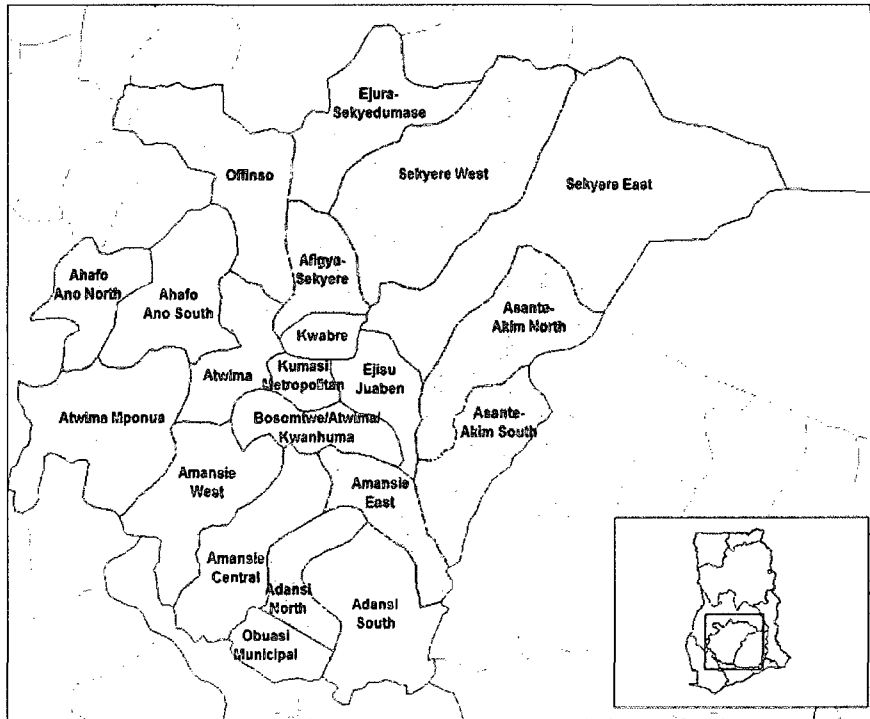 Ejura-
Sekyedumase
Offinso
Sekyere West
Sekyere East
Ahafo
Ano North
Ahafo
Ano South
Afigya-
Sekyere
Asante-
Akim North
Kwabre
Atwima
Kumasi
Metropolitan
Ejisu
Juaben
Atwima Mponua
Bosomtwe/Atwima/
Kwanhuma
Asante-
Akim South
Amansie
West
Amansie
East
Amansie
Central
Adansi
North
Adansi
South
Obuasi
Municipal